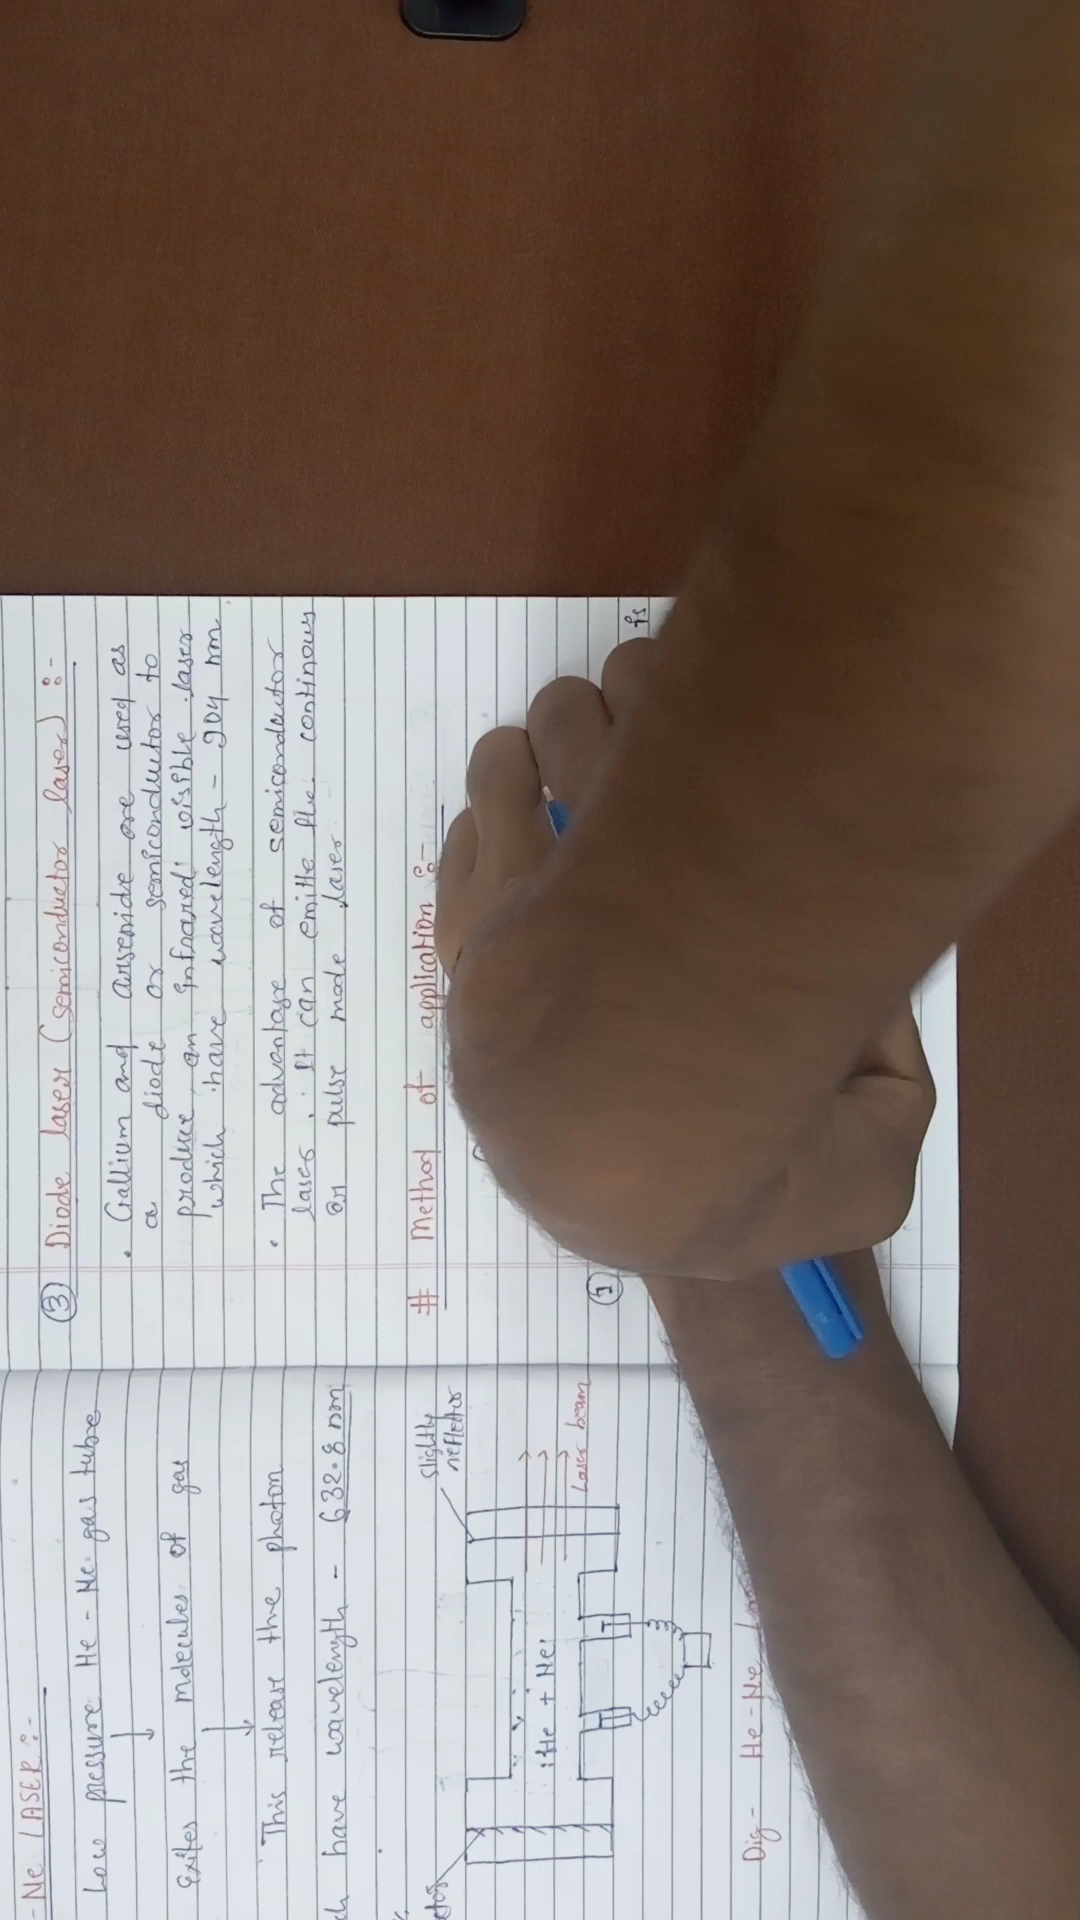 -Ne LASER :-
Low pressure He - Ne gas tube
↓
Exites the molecules of gas
↓
This release the photon
ch have wavelength - 632.8 nm
Slightly
reflector
He + Ne
Laser beam
Dig - He - Ne
③ Diode laser (semiconductor laser) :-
• Gallium and arsenide are used as
a diode or semiconductor to
produce an infrared visible laser
which have wavelength - 904 nm
• The advantage of semiconductor
laser. It can emitte the continous
or pulse mode laser
# Method of application :-
①